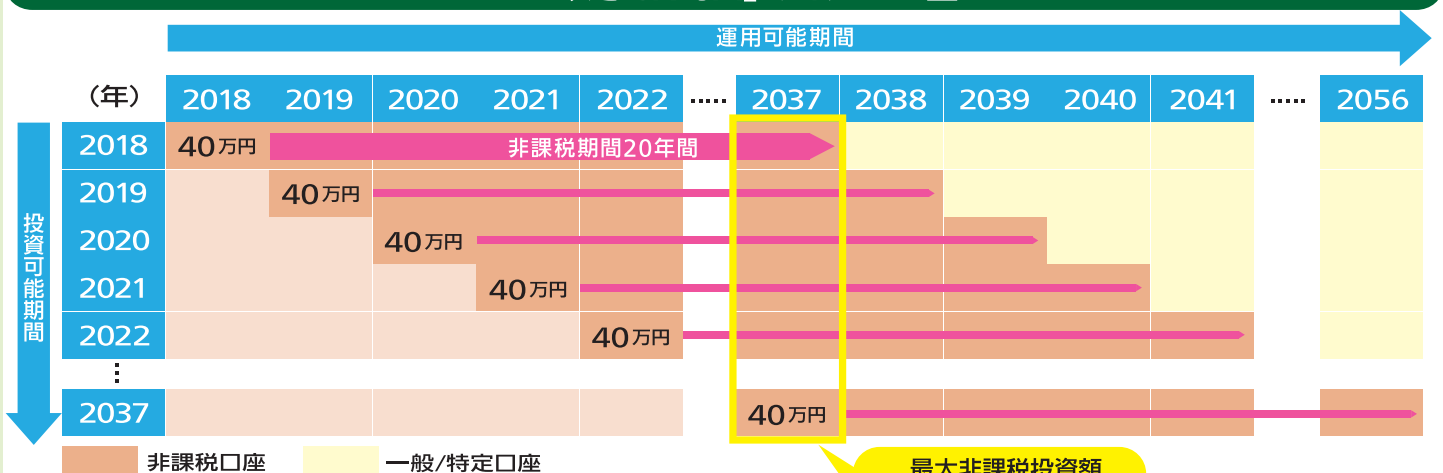 運用可能期間
（年） 2018 2019 2020 2021 2022 …… 2037 2038 2039 2040 2041 …… 2056
投資可能期間
2018 40万円 非課税期間20年間
2019 40万円
2020 40万円
2021 40万円
2022 40万円
2037 40万円
非課税口座 一般/特定口座
最大非課税投資額